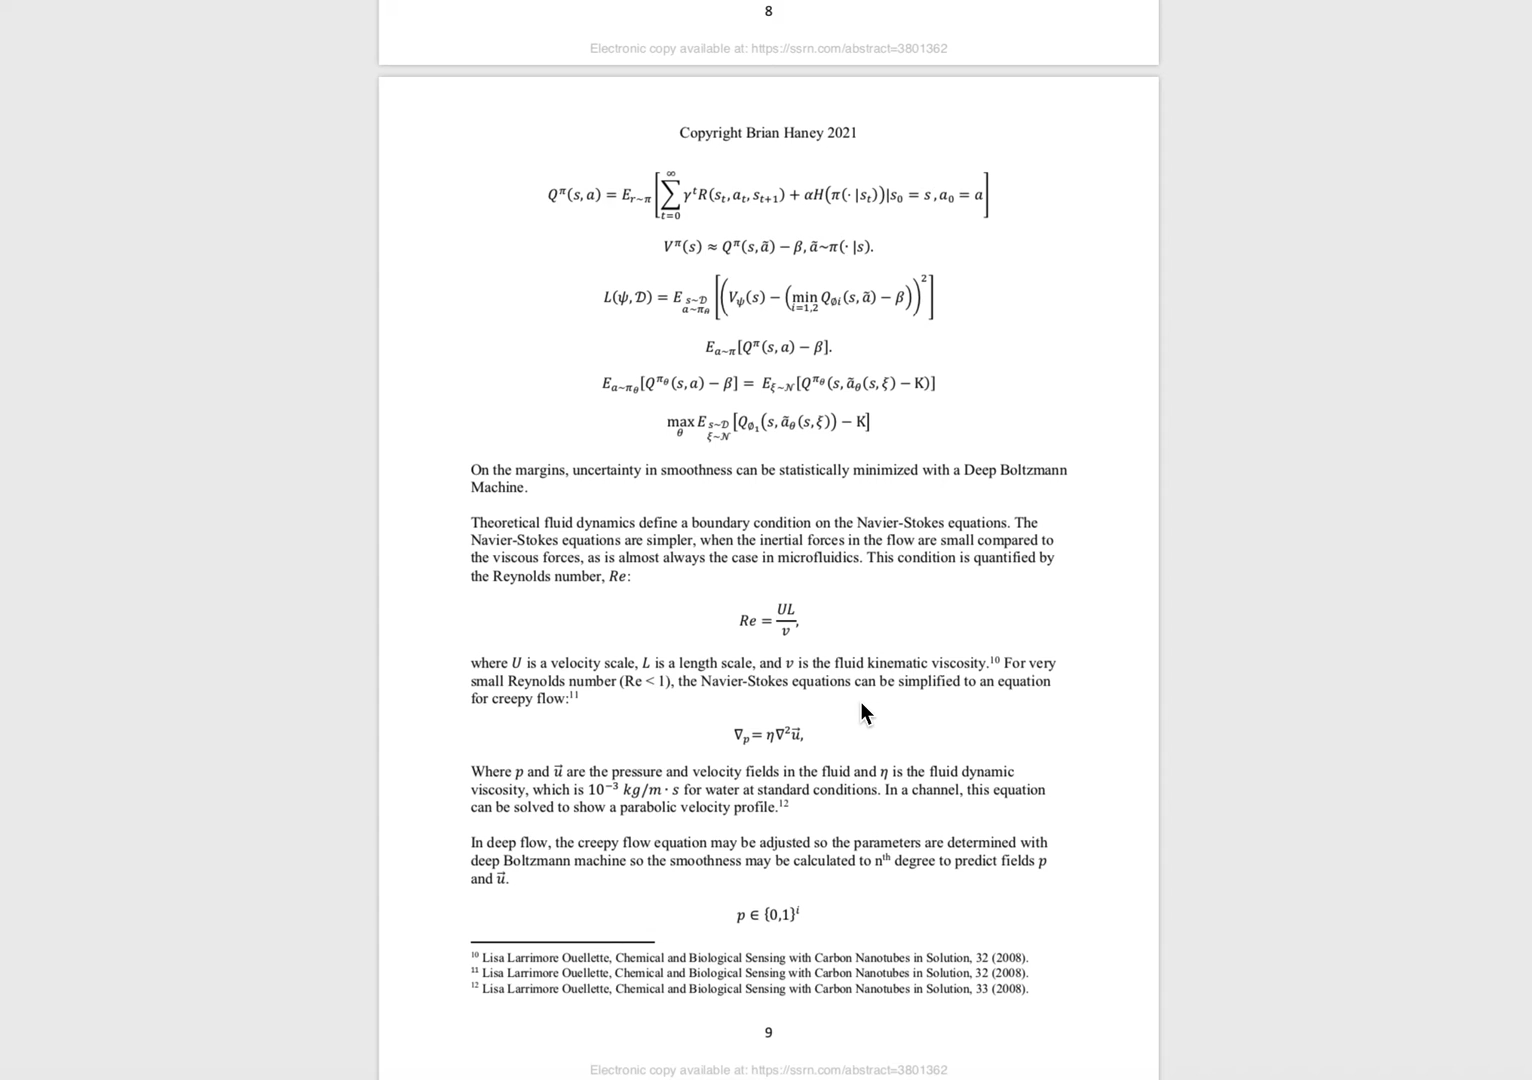 8
Electronic copy available at: https://ssrn.com/abstract=3801362
Copyright Brian Haney 2021
Q^π(s, a) = E_{r~π}[∑_{t=0}^{∞} γ^t R(s_t, a_t, s_{t+1}) + αH(π(· |s_t))|s_0 = s ,a_0 = a]
V^π(s) ≈ Q^π(s, ã) − β, ã~π(· |s).
L(ψ, 𝒟) = E_{s~𝒟, a~π_θ}[(V_ψ(s) − (min_{i=1,2} Q_{∅i}(s, ã) − β))^2]
E_{a~π}[Q^π(s, a) − β].
E_{a~π_θ}[Q^{π_θ}(s, a) − β] = E_{ξ~𝒩}[Q^{π_θ}(s, ã_θ(s, ξ) − K)]
max_θ E_{s~𝒟, ξ~𝒩}[Q_{∅_1}(s, ã_θ(s, ξ)) − K]
On the margins, uncertainty in smoothness can be statistically minimized with a Deep Boltzmann
Machine.
Theoretical fluid dynamics define a boundary condition on the Navier-Stokes equations. The
Navier-Stokes equations are simpler, when the inertial forces in the flow are small compared to
the viscous forces, as is almost always the case in microfluidics. This condition is quantified by
the Reynolds number, Re:
Re = UL/v,
where U is a velocity scale, L is a length scale, and v is the fluid kinematic viscosity.¹⁰ For very
small Reynolds number (Re < 1), the Navier-Stokes equations can be simplified to an equation
for creepy flow:¹¹
∇_p = η∇²u⃗,
Where p and u⃗ are the pressure and velocity fields in the fluid and η is the fluid dynamic
viscosity, which is 10⁻³ kg/m · s for water at standard conditions. In a channel, this equation
can be solved to show a parabolic velocity profile.¹²
In deep flow, the creepy flow equation may be adjusted so the parameters are determined with
deep Boltzmann machine so the smoothness may be calculated to nᵗʰ degree to predict fields p
and u⃗.
p ∈ {0,1}^i
¹⁰ Lisa Larrimore Ouellette, Chemical and Biological Sensing with Carbon Nanotubes in Solution, 32 (2008).
¹¹ Lisa Larrimore Ouellette, Chemical and Biological Sensing with Carbon Nanotubes in Solution, 32 (2008).
¹² Lisa Larrimore Ouellette, Chemical and Biological Sensing with Carbon Nanotubes in Solution, 33 (2008).
9
Electronic copy available at: https://ssrn.com/abstract=3801362